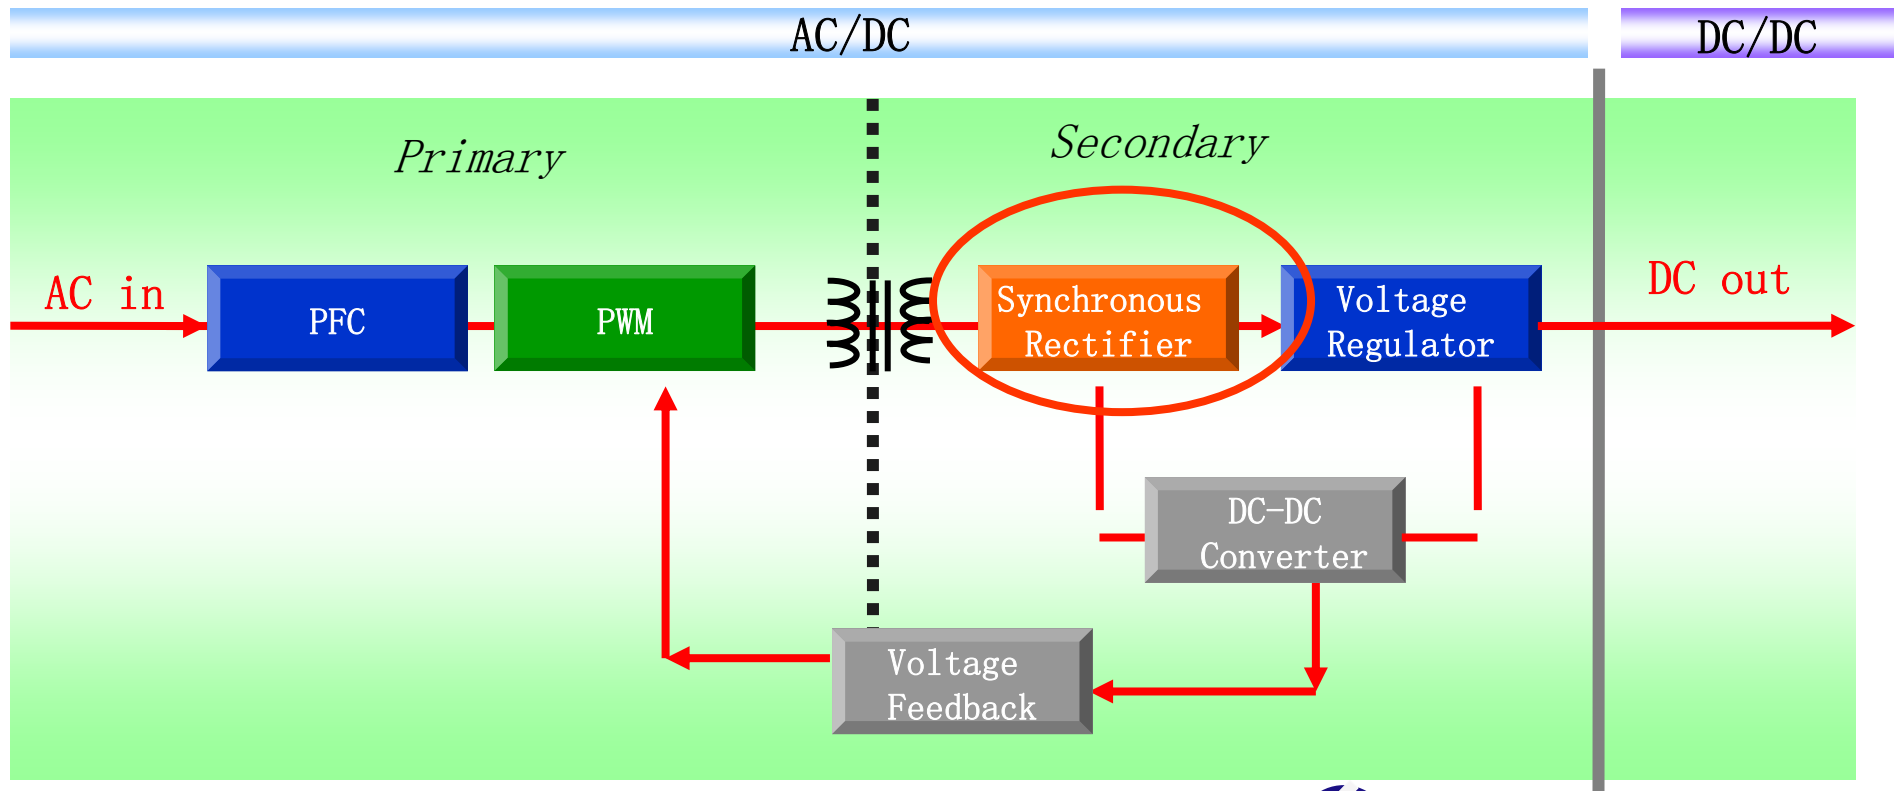 AC/DC
DC/DC
Primary
Secondary
AC in
PFC
PWM
Synchronous
Rectifier
Voltage
Regulator
DC out
DC-DC
Converter
Voltage
Feedback